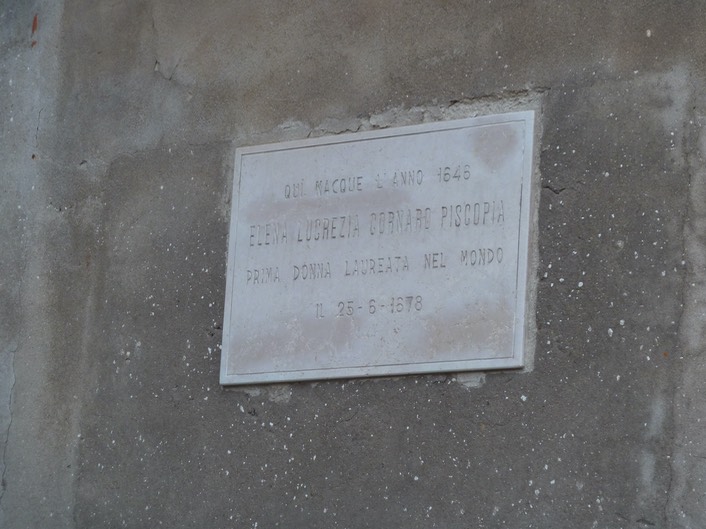 QUI NACQUE L'ANNO 1646
ELENA LUCREZIA CORNARO PISCOPIA
PRIMA DONNA LAUREATA NEL MONDO
IL 25-6-1678